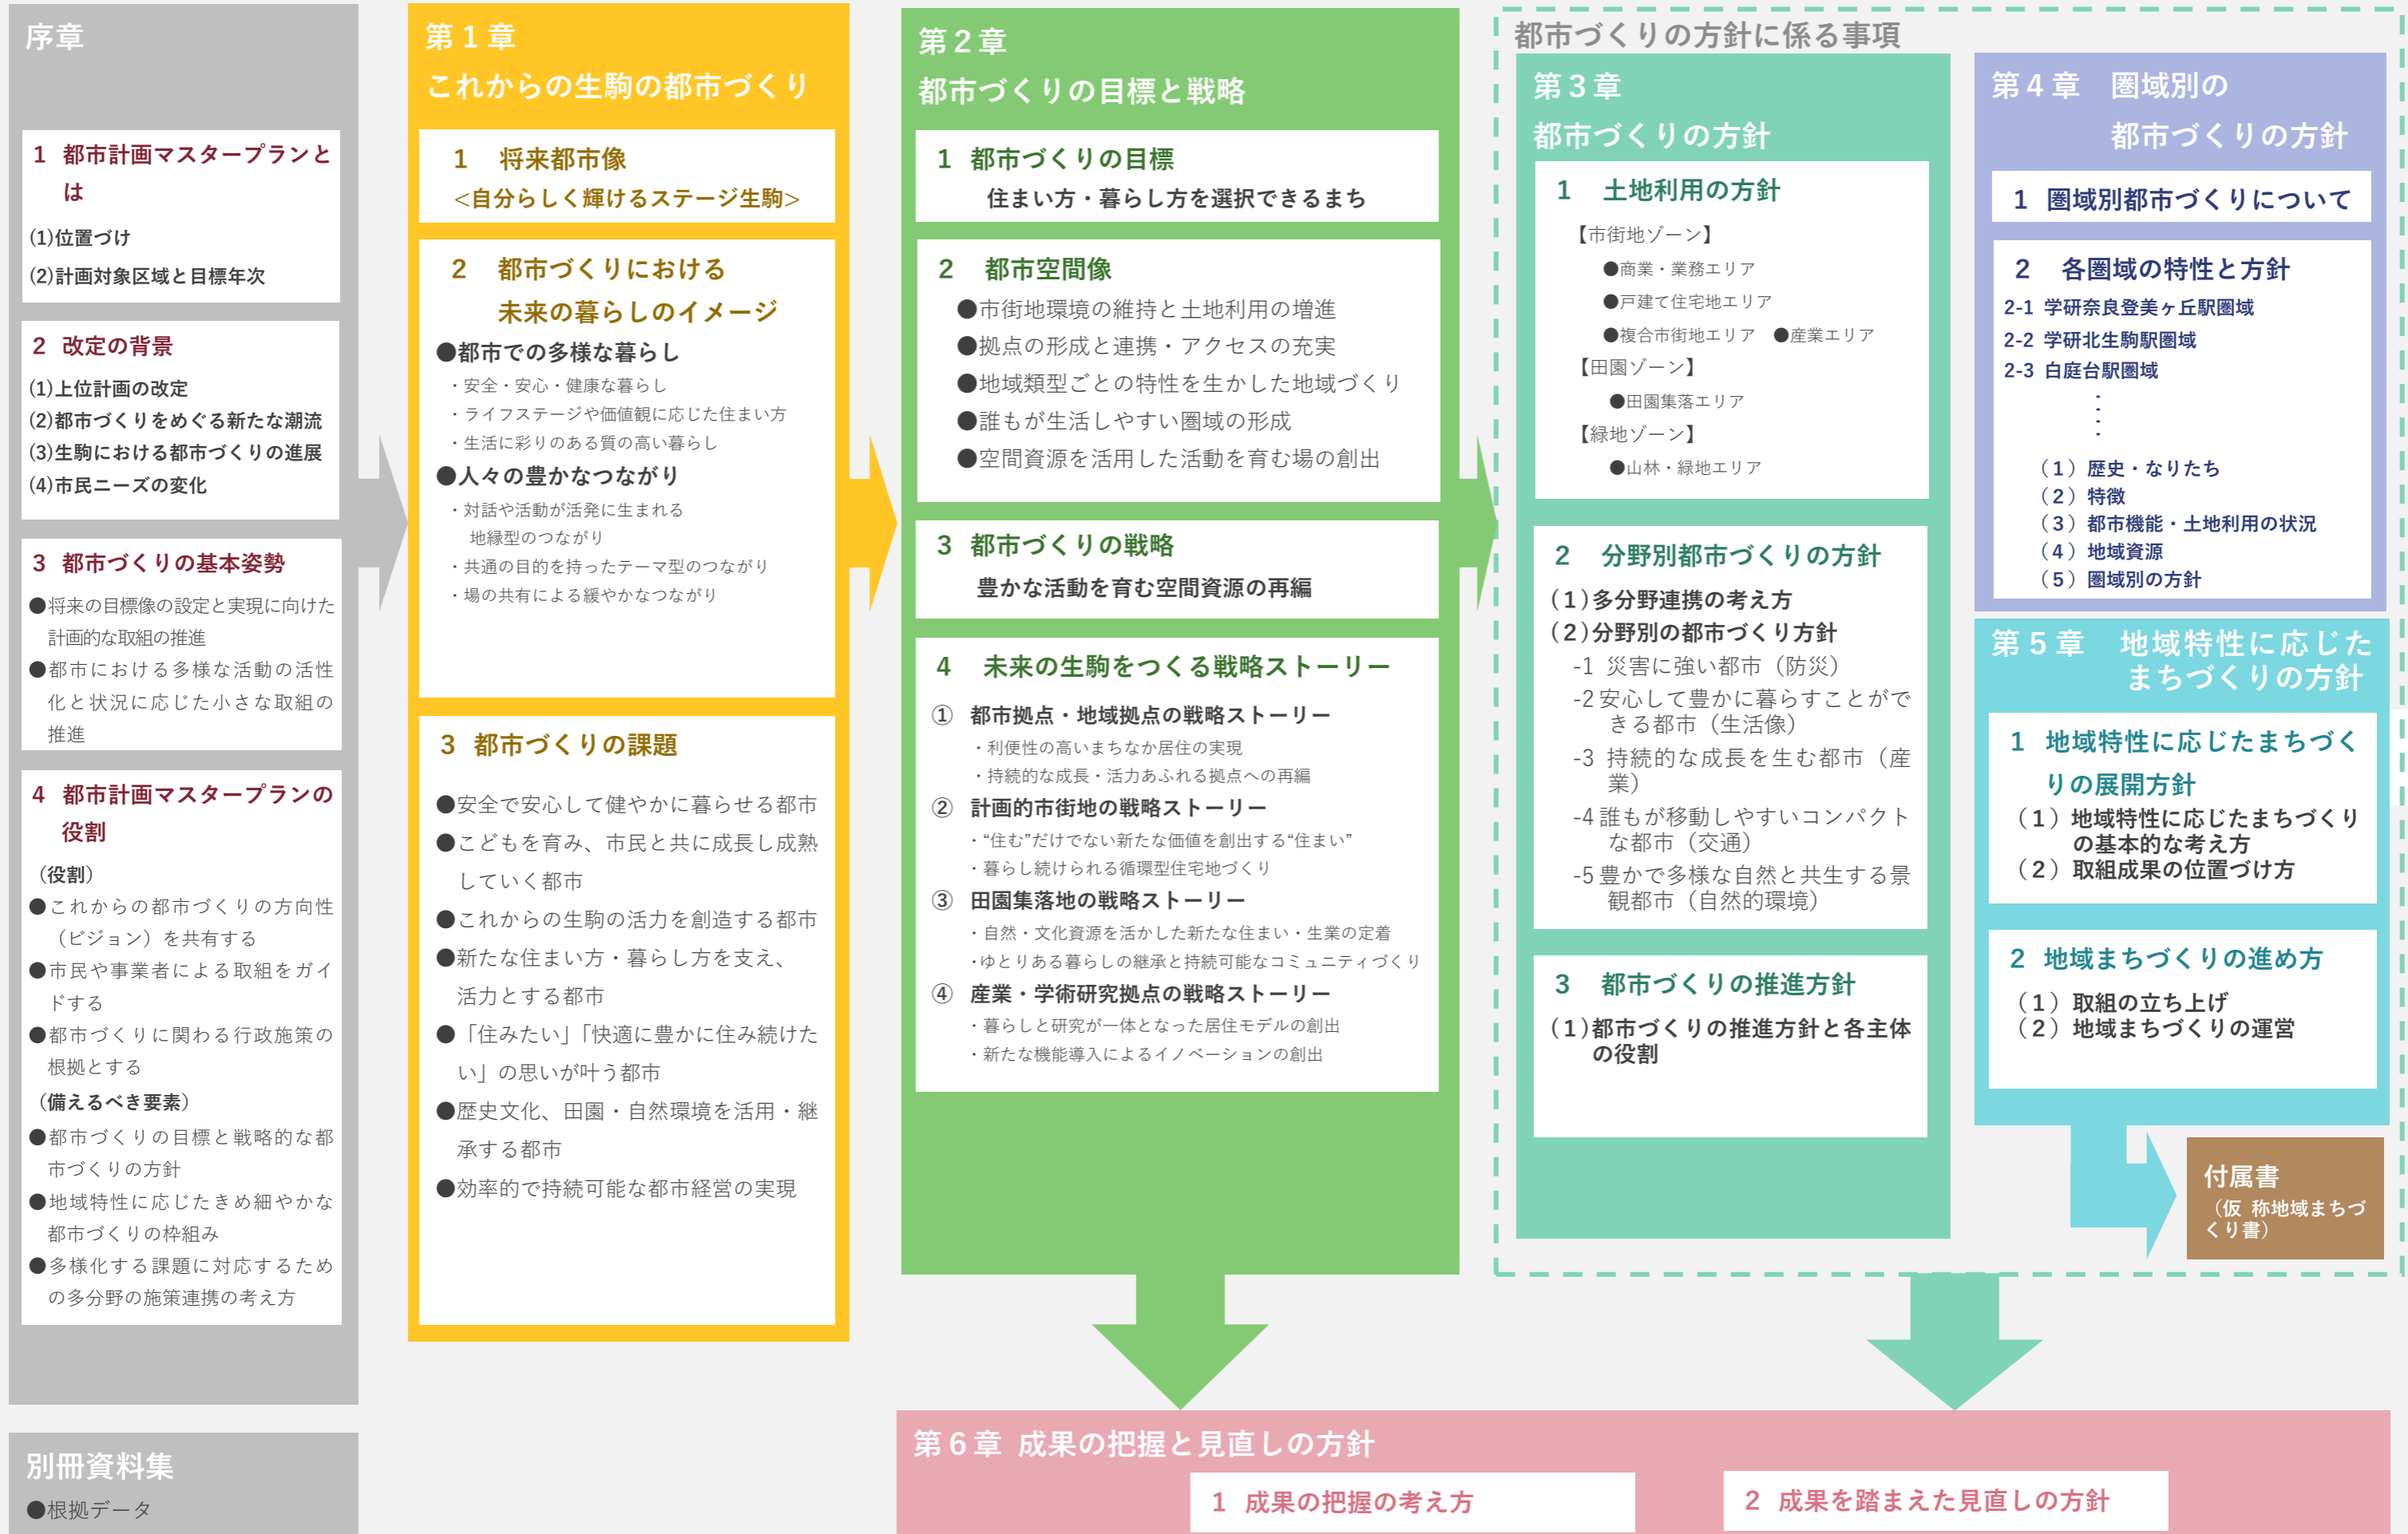 序章
1 都市計画マスタープランと
は
(1)位置づけ
(2)計画対象区域と目標年次
2 改定の背景
(1)上位計画の改定
(2)都市づくりをめぐる新たな潮流
(3)生駒における都市づくりの進展
(4)市民ニーズの変化
3 都市づくりの基本姿勢
●将来の目標像の設定と実現に向けた
計画的な取組の推進
●都市における多様な活動の活性
化と状況に応じた小さな取組の
推進
4 都市計画マスタープランの
役割
（役割）
●これからの都市づくりの方向性
（ビジョン）を共有する
●市民や事業者による取組をガイ
ドする
●都市づくりに関わる行政施策の
根拠とする
（備えるべき要素）
●都市づくりの目標と戦略的な都
市づくりの方針
●地域特性に応じたきめ細やかな
都市づくりの枠組み
●多様化する課題に対応するため
の多分野の施策連携の考え方
別冊資料集
●根拠データ
第1章
これからの生駒の都市づくり
1 将来都市像
<自分らしく輝けるステージ生駒>
2 都市づくりにおける
未来の暮らしのイメージ
●都市での多様な暮らし
・安全・安心・健康な暮らし
・ライフステージや価値観に応じた住まい方
・生活に彩りのある質の高い暮らし
●人々の豊かなつながり
・対話や活動が活発に生まれる
地縁型のつながり
・共通の目的を持ったテーマ型のつながり
・場の共有による緩やかなつながり
3 都市づくりの課題
●安全で安心して健やかに暮らせる都市
●こどもを育み、市民と共に成長し成熟
していく都市
●これからの生駒の活力を創造する都市
●新たな住まい方・暮らし方を支え、
活力とする都市
●「住みたい」「快適に豊かに住み続けた
い」の思いが叶う都市
●歴史文化、田園・自然環境を活用・継
承する都市
●効率的で持続可能な都市経営の実現
第2章
都市づくりの目標と戦略
1 都市づくりの目標
住まい方・暮らし方を選択できるまち
2 都市空間像
●市街地環境の維持と土地利用の増進
●拠点の形成と連携・アクセスの充実
●地域類型ごとの特性を生かした地域づくり
●誰もが生活しやすい圏域の形成
●空間資源を活用した活動を育む場の創出
3 都市づくりの戦略
豊かな活動を育む空間資源の再編
4 未来の生駒をつくる戦略ストーリー
① 都市拠点・地域拠点の戦略ストーリー
・利便性の高いまちなか居住の実現
・持続的な成長・活力あふれる拠点への再編
② 計画的市街地の戦略ストーリー
・“住む”だけでない新たな価値を創出する“住まい”
・暮らし続けられる循環型住宅地づくり
③ 田園集落地の戦略ストーリー
・自然・文化資源を活かした新たな住まい・生業の定着
・ゆとりある暮らしの継承と持続可能なコミュニティづくり
④ 産業・学術研究拠点の戦略ストーリー
・暮らしと研究が一体となった居住モデルの創出
・新たな機能導入によるイノベーションの創出
都市づくりの方針に係る事項
第3章
都市づくりの方針
1 土地利用の方針
【市街地ゾーン】
●商業・業務エリア
●戸建て住宅地エリア
●複合市街地エリア ●産業エリア
【田園ゾーン】
●田園集落エリア
【緑地ゾーン】
●山林・緑地エリア
2 分野別都市づくりの方針
（1）多分野連携の考え方
（2）分野別の都市づくり方針
-1 災害に強い都市（防災）
-2 安心して豊かに暮らすことがで
きる都市（生活像）
-3 持続的な成長を生む都市（産
業）
-4 誰もが移動しやすいコンパクト
な都市（交通）
-5 豊かで多様な自然と共生する景
観都市（自然的環境）
3 都市づくりの推進方針
（1）都市づくりの推進方針と各主体
の役割
第4章 圏域別の
都市づくりの方針
1 圏域別都市づくりについて
2 各圏域の特性と方針
2-1 学研奈良登美ヶ丘駅圏域
2-2 学研北生駒駅圏域
2-3 白庭台駅圏域
・・・・
（1）歴史・なりたち
（2）特徴
（3）都市機能・土地利用の状況
（4）地域資源
（5）圏域別の方針
第5章 地域特性に応じた
まちづくりの方針
1 地域特性に応じたまちづく
りの展開方針
（1）地域特性に応じたまちづくり
の基本的な考え方
（2）取組成果の位置づけ方
2 地域まちづくりの進め方
（1）取組の立ち上げ
（2）地域まちづくりの運営
付属書
（仮 称地域まちづ
くり書）
第6章 成果の把握と見直しの方針
1 成果の把握の考え方
2 成果を踏まえた見直しの方針